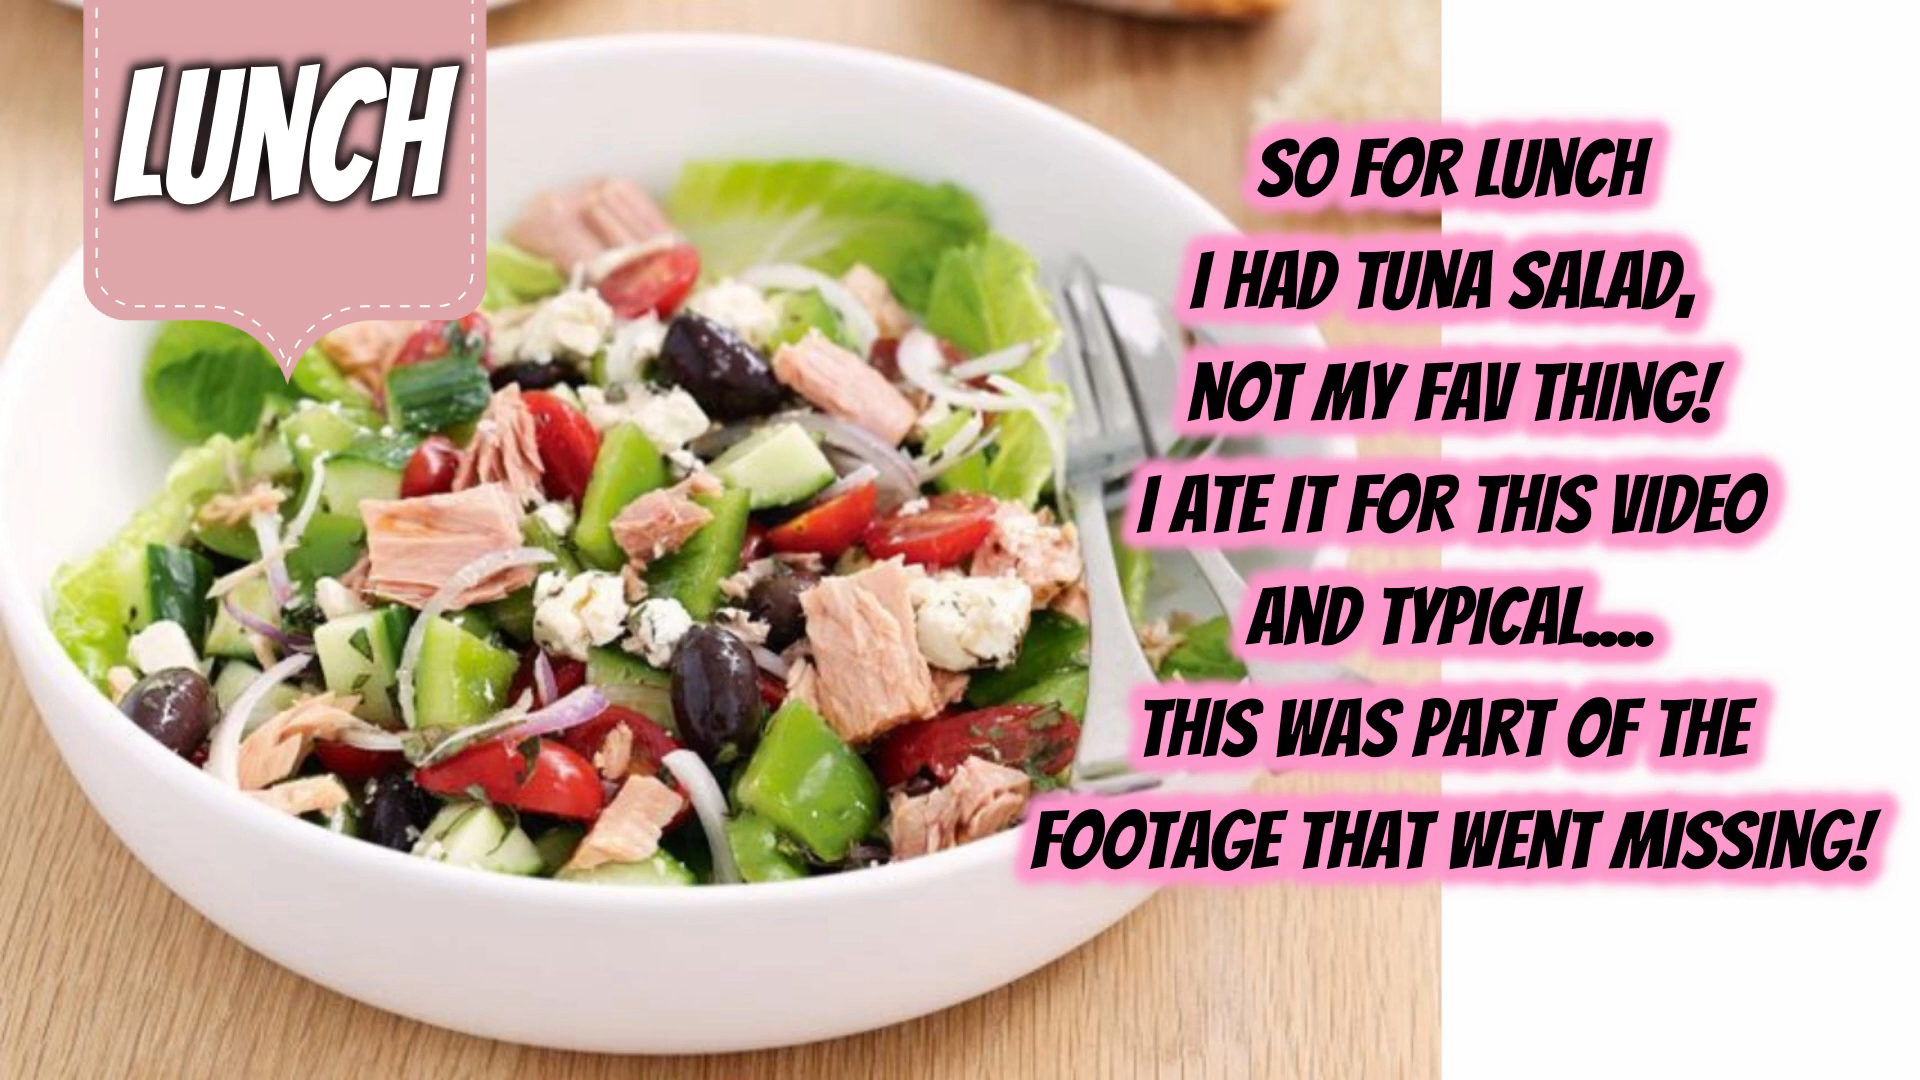 LUNCH
SO FOR LUNCH
I HAD TUNA SALAD,
NOT MY FAV THING!
I ATE IT FOR THIS VIDEO
AND TYPICAL....
THIS WAS PART OF THE
FOOTAGE THAT WENT MISSING!